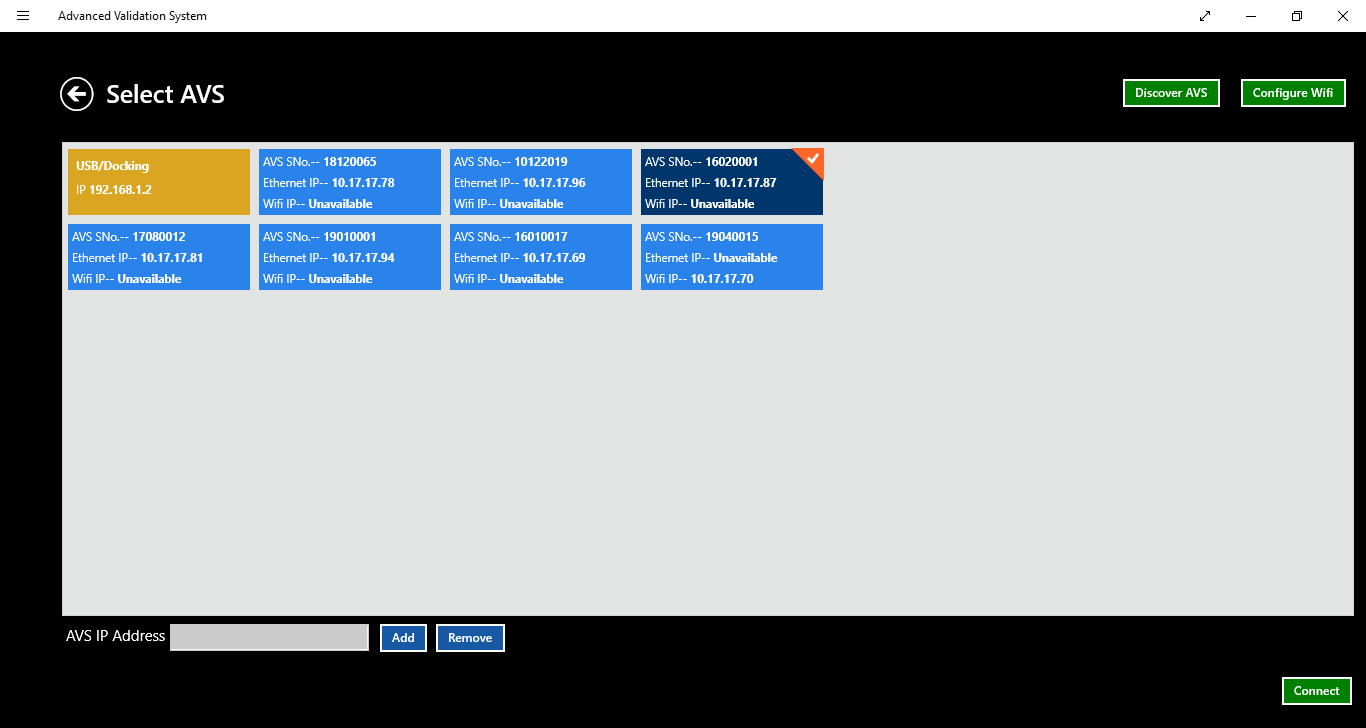 Advanced Validation System
Select AVS
Discover AVS
Configure Wifi
USB/Docking
IP 192.168.1.2
AVS SNo.-- 18120065
Ethernet IP-- 10.17.17.78
Wifi IP-- Unavailable
AVS SNo.-- 10122019
Ethernet IP-- 10.17.17.96
Wifi IP-- Unavailable
AVS SNo.-- 16020001
Ethernet IP-- 10.17.17.87
Wifi IP-- Unavailable
AVS SNo.-- 17080012
Ethernet IP-- 10.17.17.81
Wifi IP-- Unavailable
AVS SNo.-- 19010001
Ethernet IP-- 10.17.17.94
Wifi IP-- Unavailable
AVS SNo.-- 16010017
Ethernet IP-- 10.17.17.69
Wifi IP-- Unavailable
AVS SNo.-- 19040015
Ethernet IP-- Unavailable
Wifi IP-- 10.17.17.70
AVS IP Address
Add
Remove
Connect